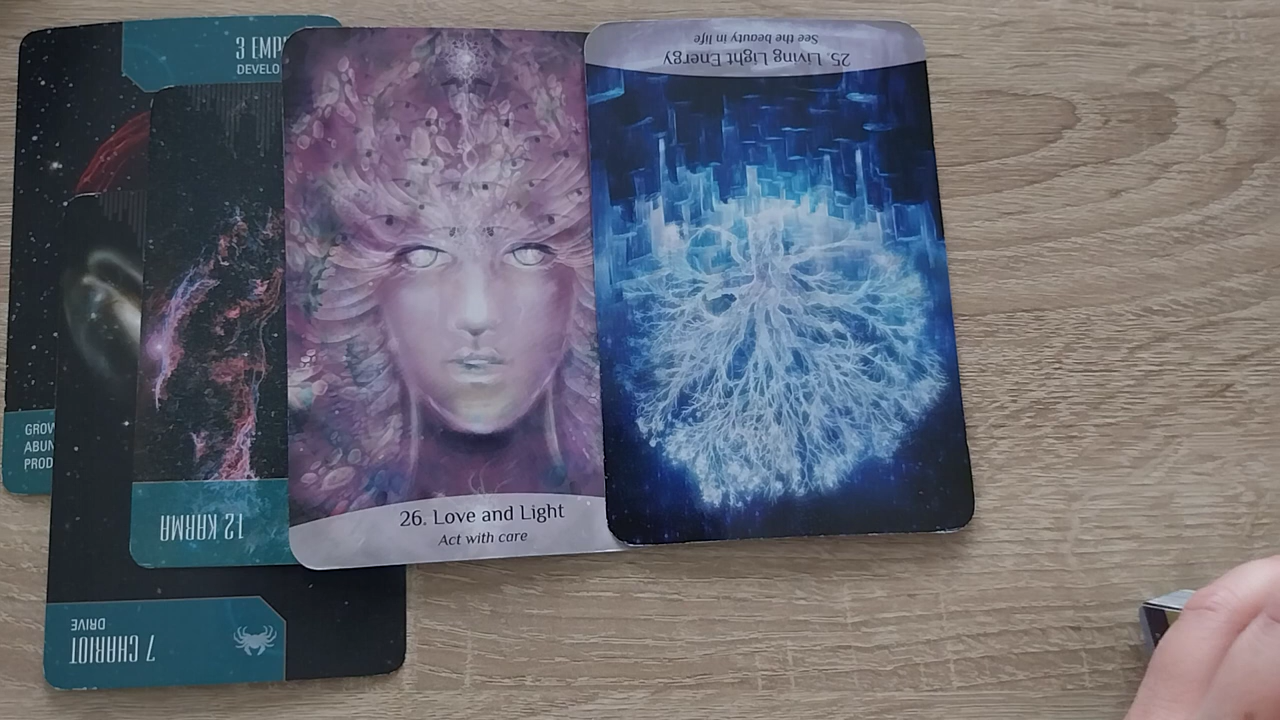 3 EMP
DEVELO
GROW
ABUN
PROD
12 KARMA
7 CHARIOT
DRIVE
26. Love and Light
Act with care
25. Living Light Energy
See the beauty in life